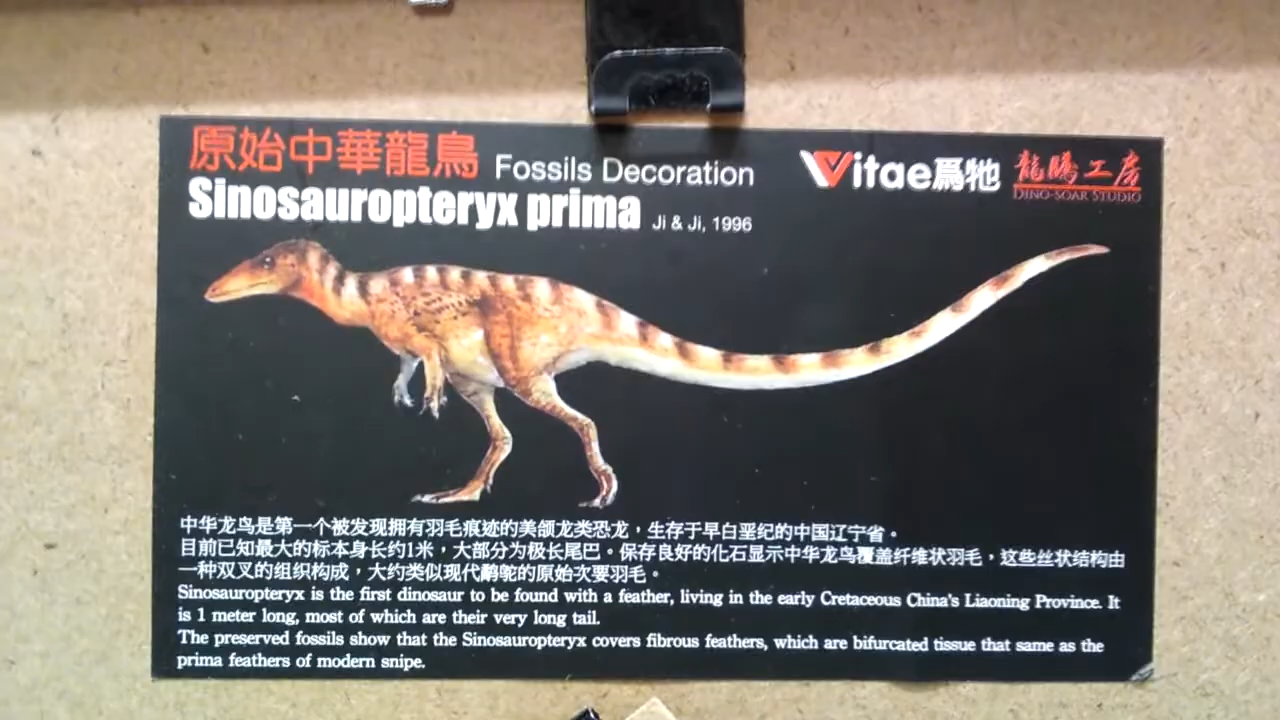 原始中華龍鳥 Fossils Decoration
Sinosauropteryx prima Ji & Ji, 1996
Vitae爲牠
龍騰工房
DINO-SOAR STUDIO
中华龙鸟是第一个被发现拥有羽毛痕迹的美颌龙类恐龙，生存于早白垩纪的中国辽宁省。
目前已知最大的标本身长约1米，大部分为极长尾巴。保存良好的化石显示中华龙鸟覆盖纤维状羽毛，这些丝状结构由
一种双叉的组织构成，大约类似现代鹬鸵的原始次要羽毛。
Sinosauropteryx is the first dinosaur to be found with a feather, living in the early Cretaceous China's Liaoning Province. It
is 1 meter long, most of which are their very long tail.
The preserved fossils show that the Sinosauropteryx covers fibrous feathers, which are bifurcated tissue that same as the
prima feathers of modern snipe.